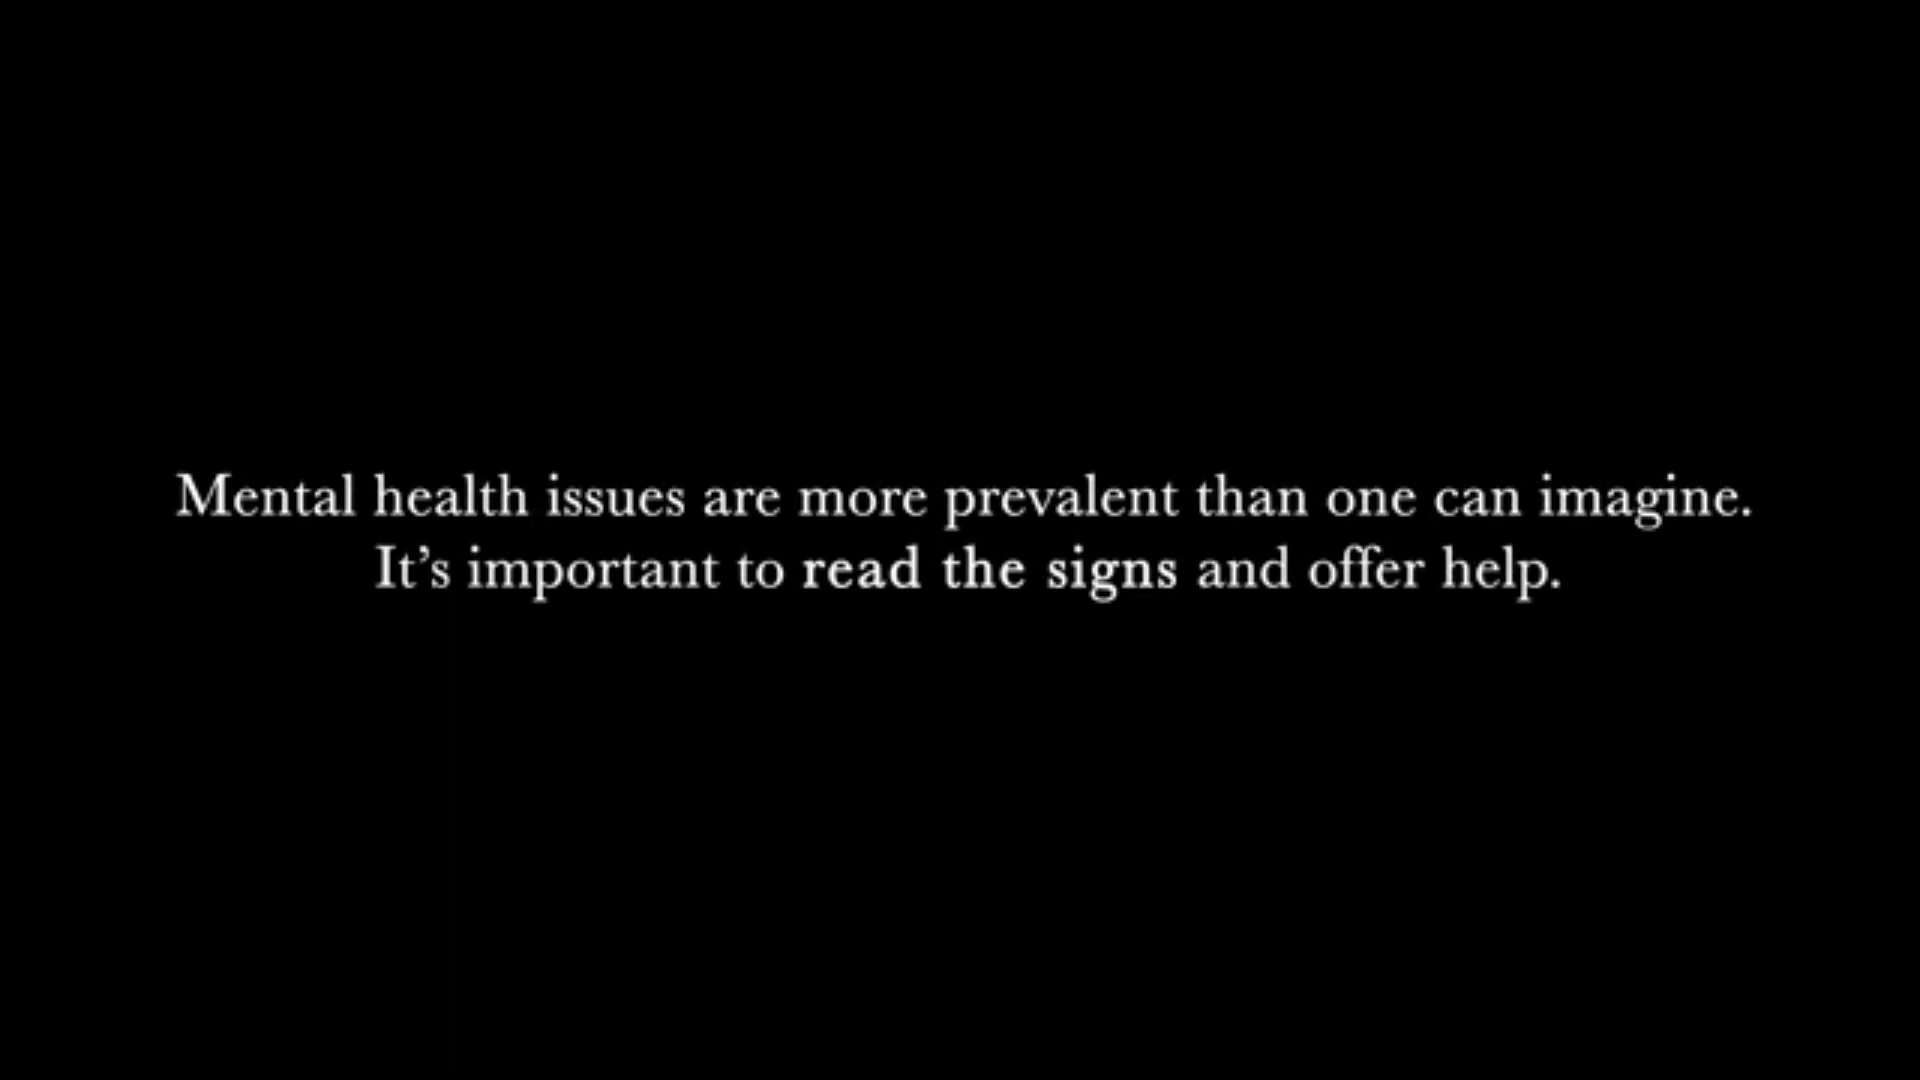 Mental health issues are more prevalent than one can imagine.
It’s important to read the signs and offer help.